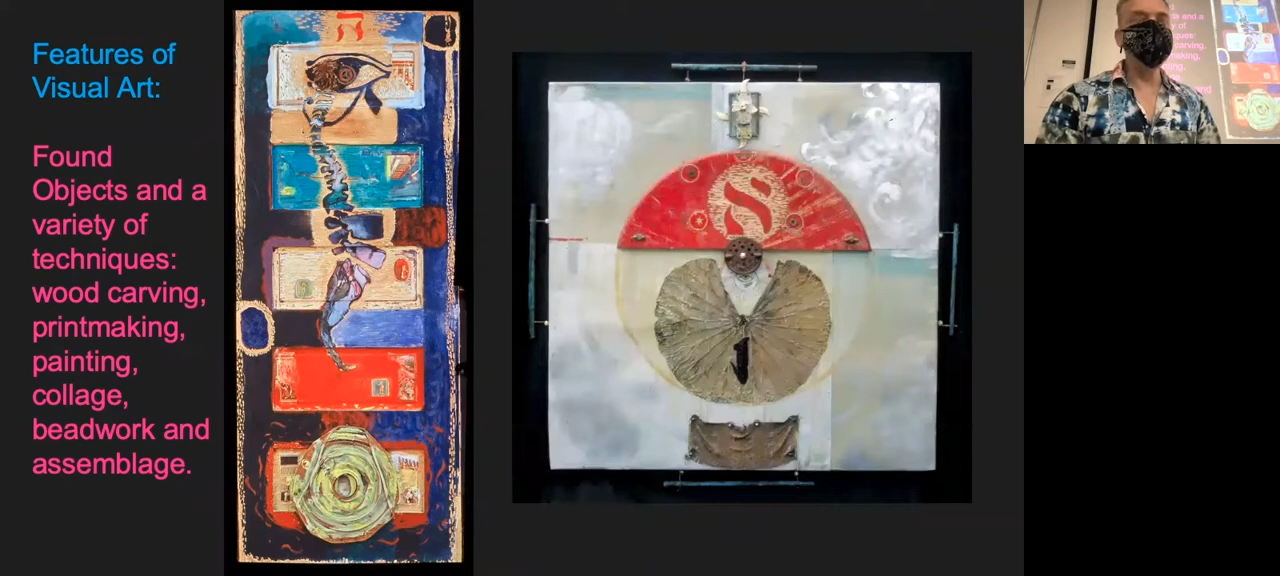 Features of
Visual Art:
Found
Objects and a
variety of
techniques:
wood carving,
printmaking,
painting,
collage,
beadwork and
assemblage.
ה
א